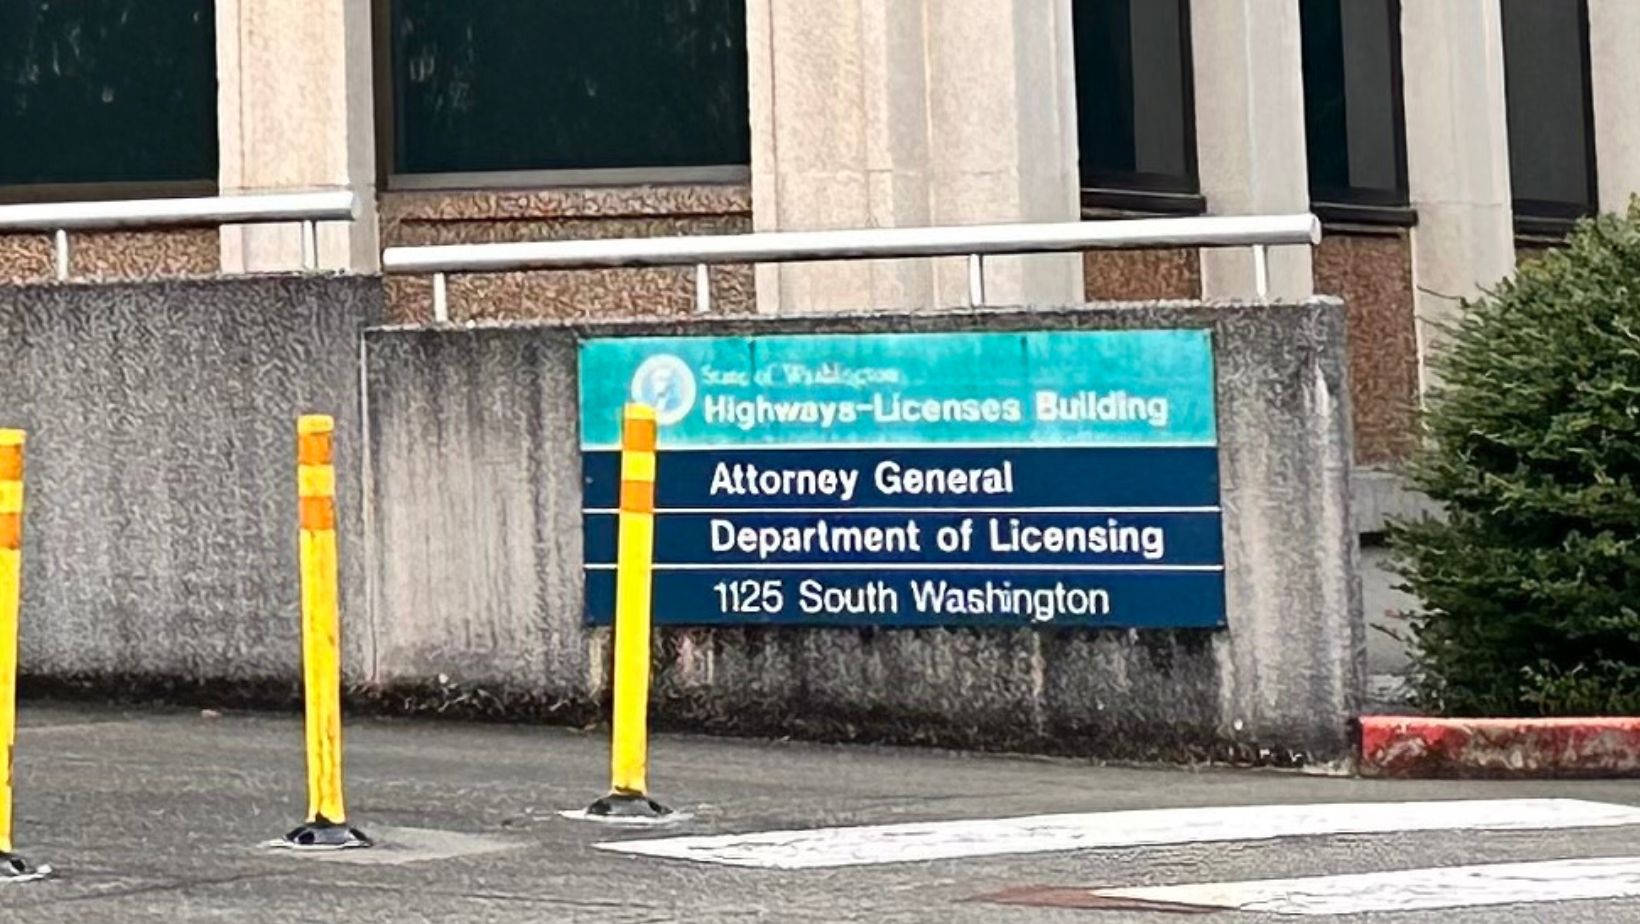 State of Washington
Highways-Licenses Building
Attorney General
Department of Licensing
1125 South Washington